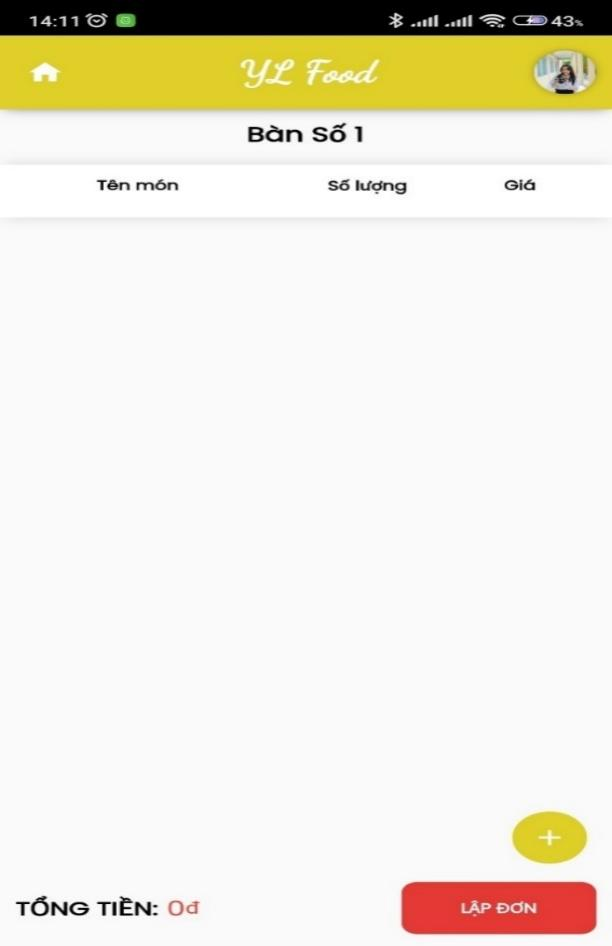 14:11 43%
YL Food
Bàn Số 1
Tên món Số lượng Giá
TỔNG TIỀN: 0đ LẬP ĐƠN